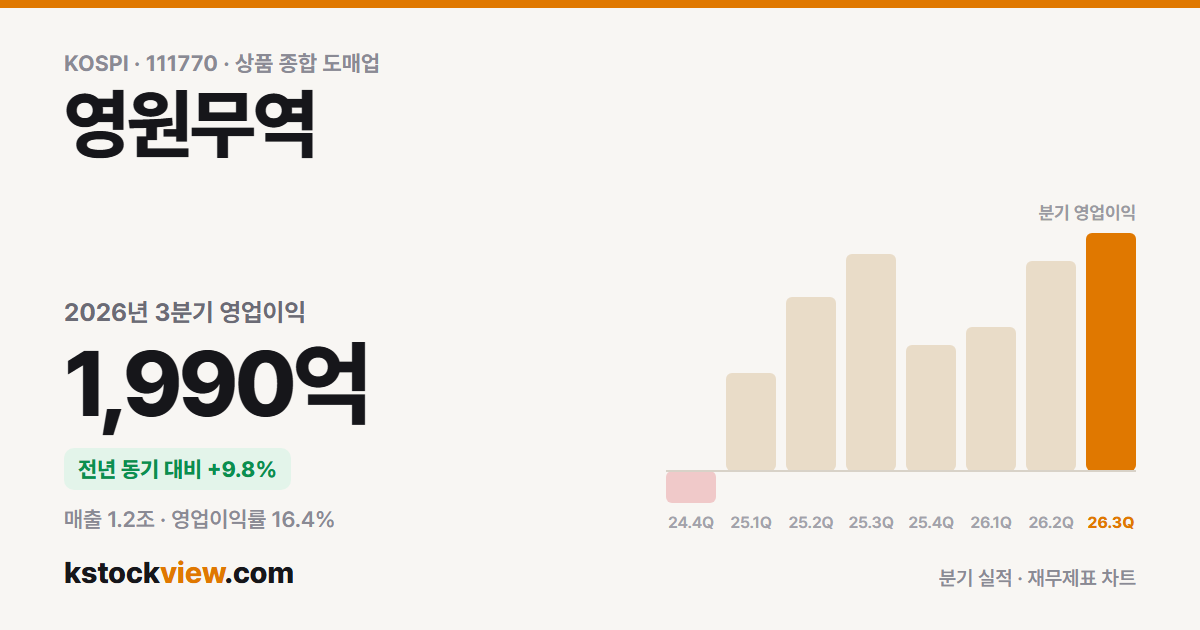 KOSPI · 111770 · 상품 종합 도매업
영원무역
분기 영업이익
2026년 3분기 영업이익
1,990억
전년 동기 대비 +9.8%
매출 1.2조 · 영업이익률 16.4%
24.4Q 25.1Q 25.2Q 25.3Q 25.4Q 26.1Q 26.2Q 26.3Q
kstockview.com
분기 실적 · 재무제표 차트